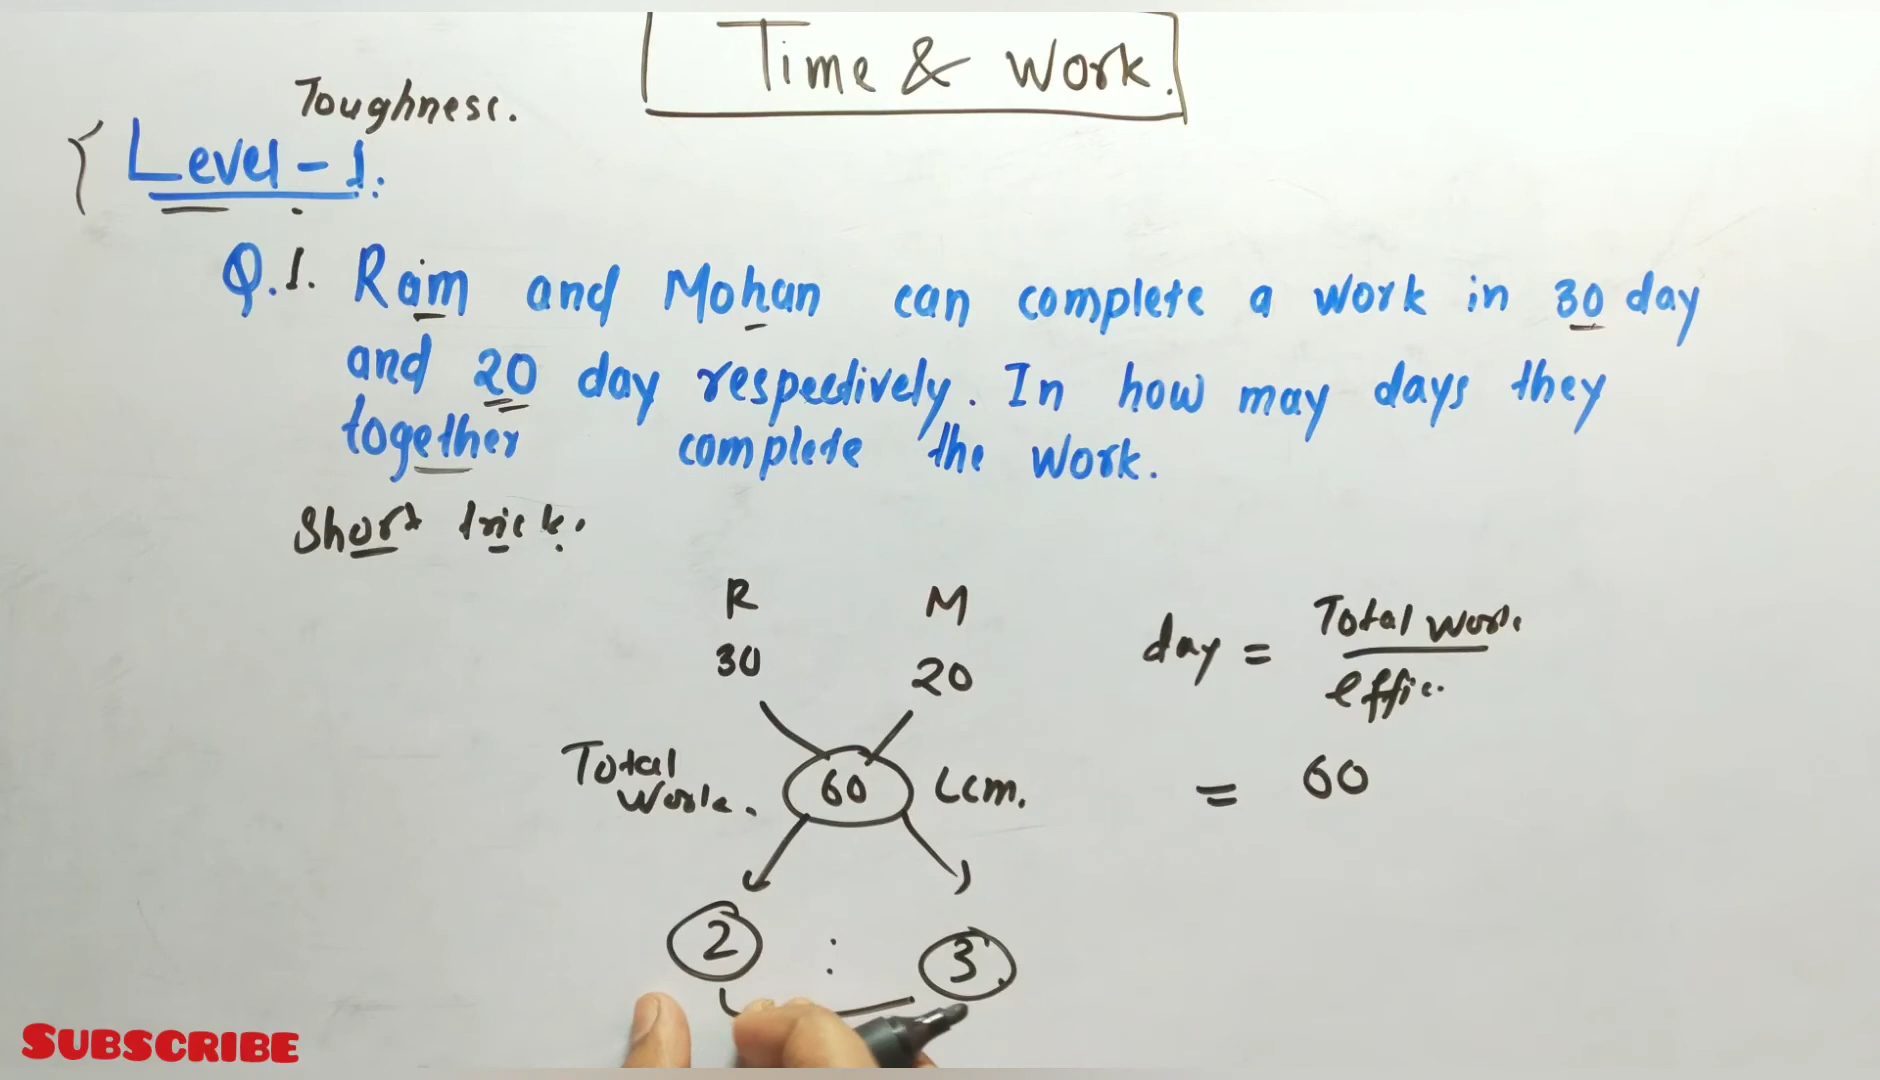 Time & Work.
Toughness.
Level - 1.
Q.1. Ram and Mohan can complete a work in 30 day
and 20 day respectively. In how may days they
together complete the work.
Short trick.
R M
30 20
day = Total work
effic.
Total
Work. 60 Lcm.
= 60
2 : 3
SUBSCRIBE